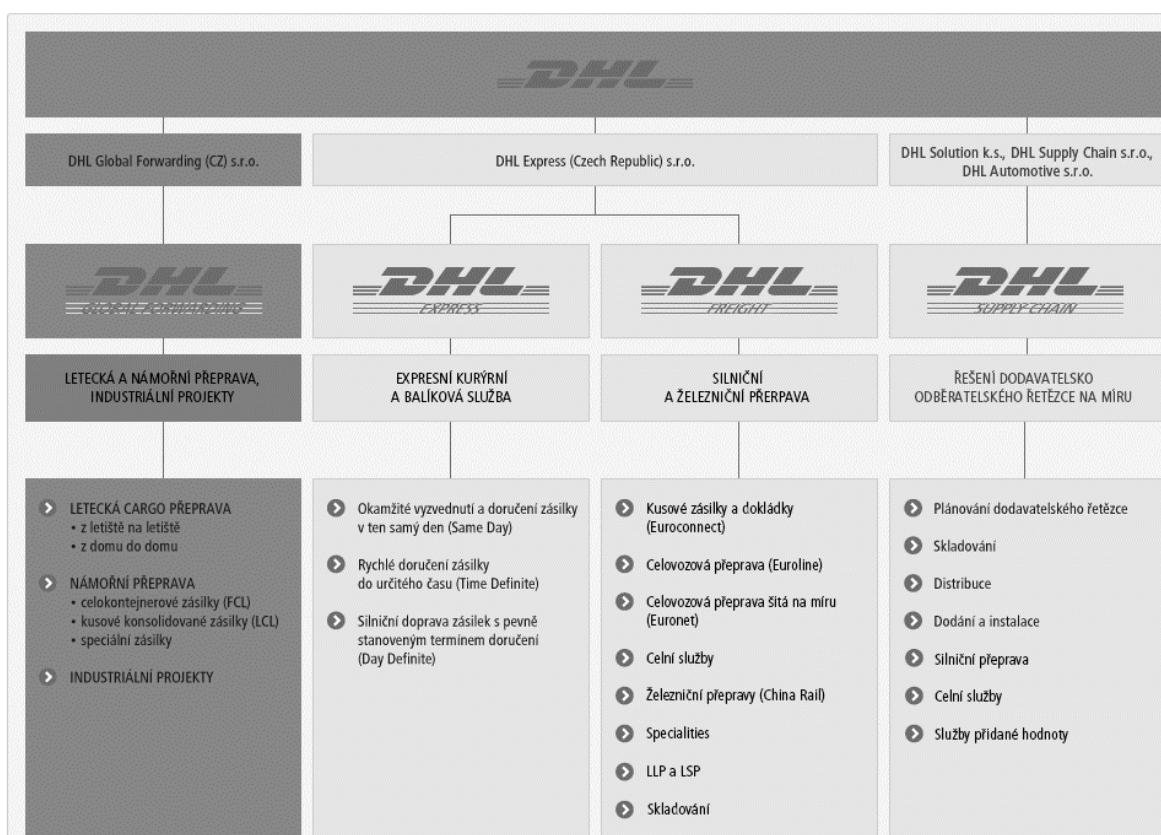 DHL
DHL Global Forwarding (CZ) s.r.o.
DHL Express (Czech Republic) s.r.o.
DHL Solution k.s., DHL Supply Chain s.r.o.,
DHL Automotive s.r.o.
DHL
GLOBAL FORWARDING
DHL
EXPRESS
DHL
FREIGHT
DHL
SUPPLY CHAIN
LETECKÁ A NÁMOŘNÍ PŘEPRAVA,
INDUSTRIÁLNÍ PROJEKTY
EXPRESNÍ KURÝRNÍ
A BALÍKOVÁ SLUŽBA
SILNIČNÍ
A ŽELEZNIČNÍ PŘERPAVA
ŘEŠENÍ DODAVATELSKO
ODBĚRATELSKÉHO ŘETĚZCE NA MÍRU
LETECKÁ CARGO PŘEPRAVA
• z letiště na letiště
• z domu do domu
NÁMOŘNÍ PŘEPRAVA
• celokontejnerové zásilky (FCL)
• kusové konsolidované zásilky (LCL)
• speciální zásilky
INDUSTRIÁLNÍ PROJEKTY
Okamžité vyzvednutí a doručení zásilky
v ten samý den (Same Day)
Rychlé doručení zásilky
do určitého času (Time Definite)
Silniční doprava zásilek s pevně
stanoveným termínem doručení
(Day Definite)
Kusové zásilky a dokládky
(Euroconnect)
Celovozová přeprava (Euroline)
Celovozová přeprava šitá na míru
(Euronet)
Celní služby
Železniční přepravy (China Rail)
Specialities
LLP a LSP
Skladování
Plánování dodavatelského řetězce
Skladování
Distribuce
Dodání a instalace
Silniční přeprava
Celní služby
Služby přidané hodnoty